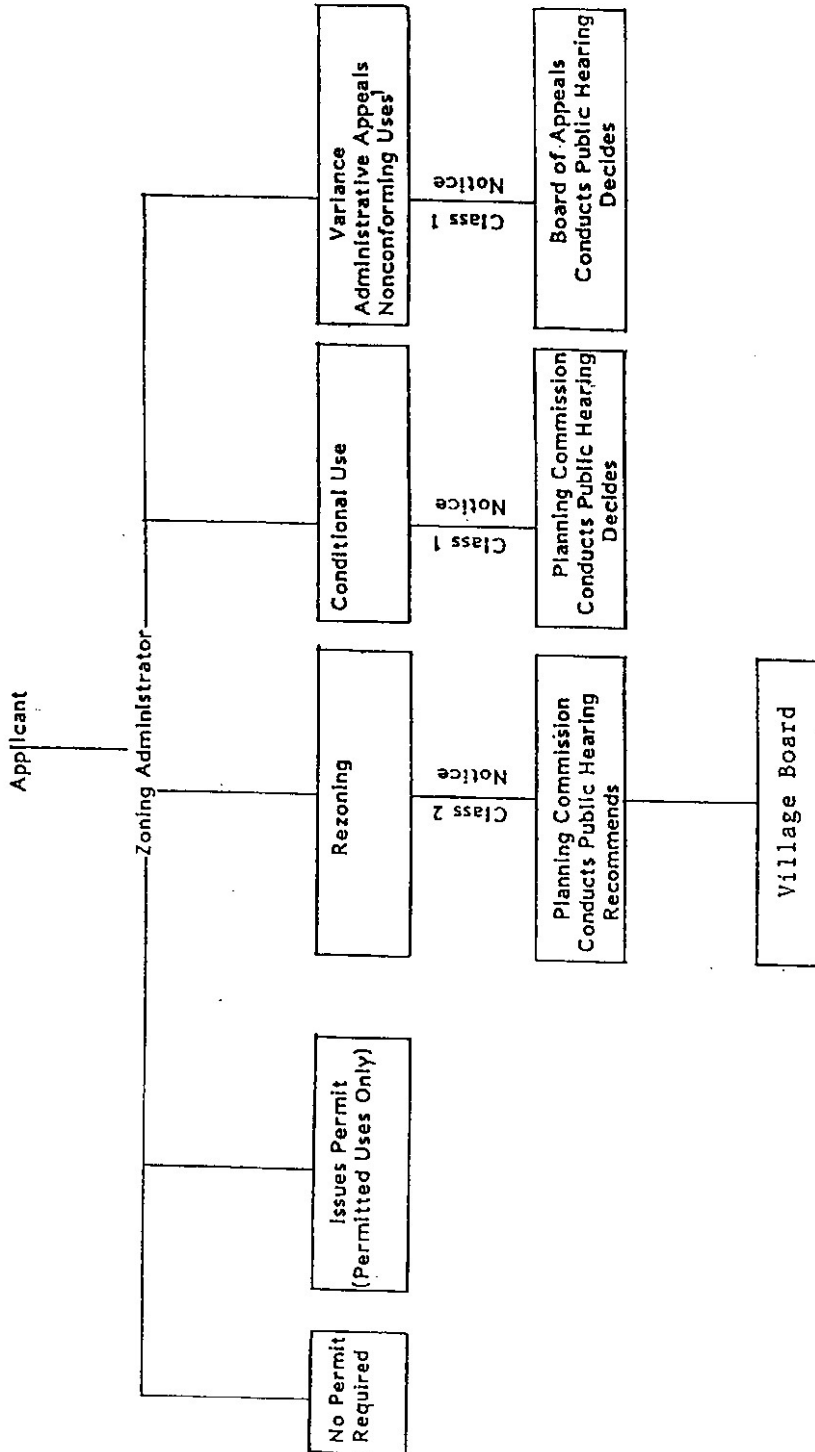 Applicant
Zoning Administrator
No Permit
Required
Issues Permit
(Permitted Uses Only)
Rezoning
Class 2
Notice
Planning Commission
Conducts Public Hearing
Recommends
Village Board
Conditional Use
Class 1
Notice
Planning Commission
Conducts Public Hearing
Decides
Variance
Administrative Appeals
Nonconforming Uses¹
Class 1
Notice
Board of Appeals
Conducts Public Hearing
Decides